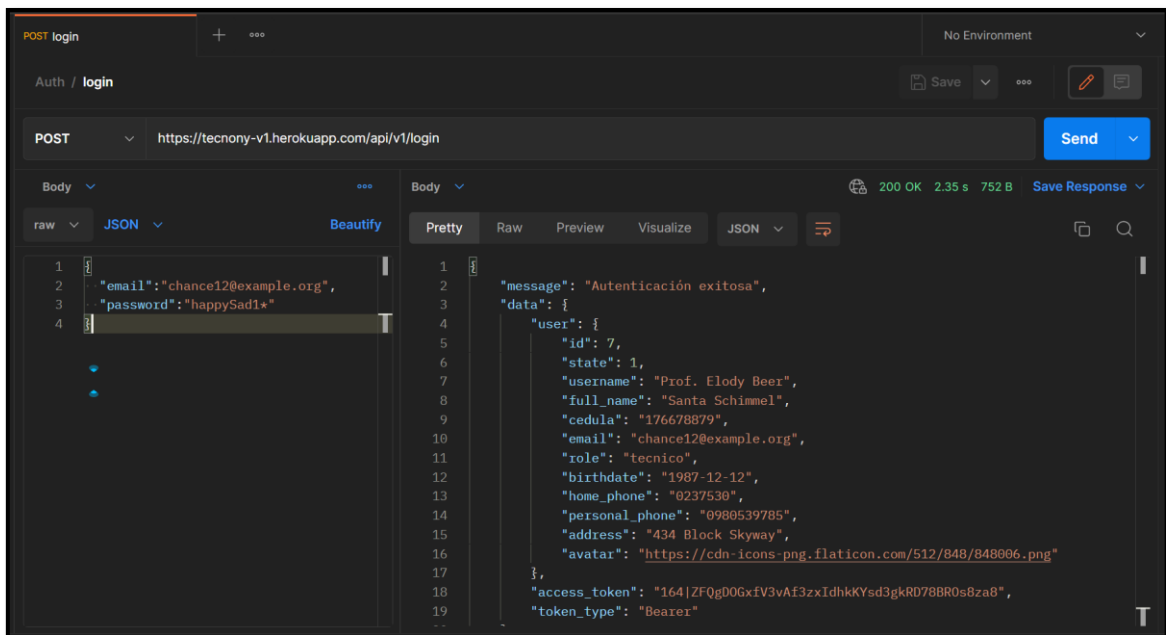 POST login
No Environment
Auth / login
Save
POST https://tecnony-v1.herokuapp.com/api/v1/login
Send
Body
Body
200 OK 2.35 s 752 B Save Response
raw JSON Beautify
Pretty Raw Preview Visualize JSON
1 {
2 "email":"chance12@example.org",
3 "password":"happySad1*"
4 }
1 {
2 "message": "Autenticación exitosa",
3 "data": {
4 "user": {
5 "id": 7,
6 "state": 1,
7 "username": "Prof. Elody Beer",
8 "full_name": "Santa Schimmel",
9 "cedula": "176678879",
10 "email": "chance12@example.org",
11 "role": "tecnico",
12 "birthdate": "1987-12-12",
13 "home_phone": "0237530",
14 "personal_phone": "0980539785",
15 "address": "434 Block Skyway",
16 "avatar": "https://cdn-icons-png.flaticon.com/512/848/848006.png"
17 },
18 "access_token": "164|ZFQgDOGxfV3vAf3zxIdhkKYsd3gkRD78BROs8za8",
19 "token_type": "Bearer"